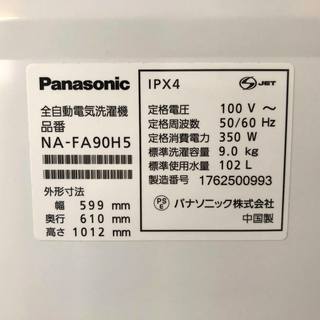 Panasonic
全自動電気洗濯機
品番
NA-FA90H5
外形寸法
幅 599 mm
奥行 610 mm
高さ 1012 mm
IPX4
S JET
定格電圧 100 V ～
定格周波数 50/60 Hz
定格消費電力 350 W
標準洗濯容量 9.0 kg
標準使用水量 102 L
製造番号 1762500993
PS E パナソニック株式会社
中国製